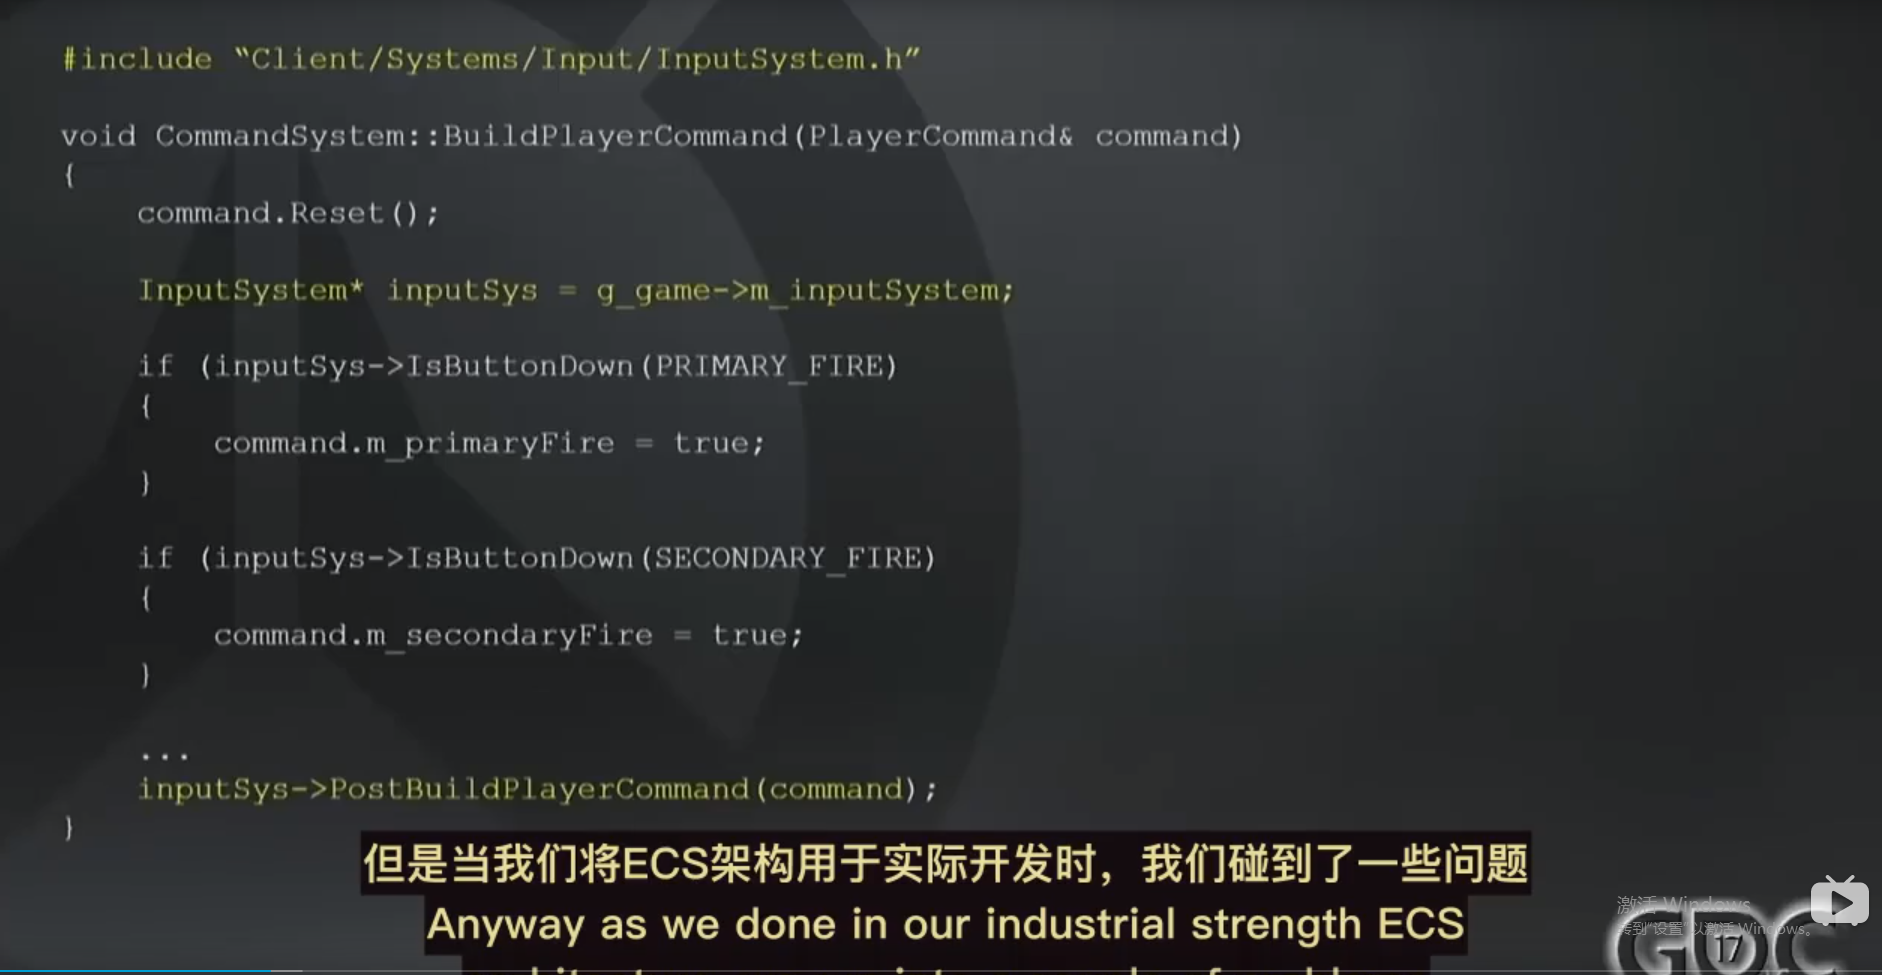 #include “Client/Systems/Input/InputSystem.h”
void CommandSystem::BuildPlayerCommand(PlayerCommand& command)
{
command.Reset();
InputSystem* inputSys = g_game->m_inputSystem;
if (inputSys->IsButtonDown(PRIMARY_FIRE)
{
command.m_primaryFire = true;
}
if (inputSys->IsButtonDown(SECONDARY_FIRE)
{
command.m_secondaryFire = true;
}
...
inputSys->PostBuildPlayerCommand(command);
}
但是当我们将ECS架构用于实际开发时，我们碰到了一些问题
Anyway as we done in our industrial strength ECS
激活 Windows
转到"设置"以激活 Windows。
GDC
17